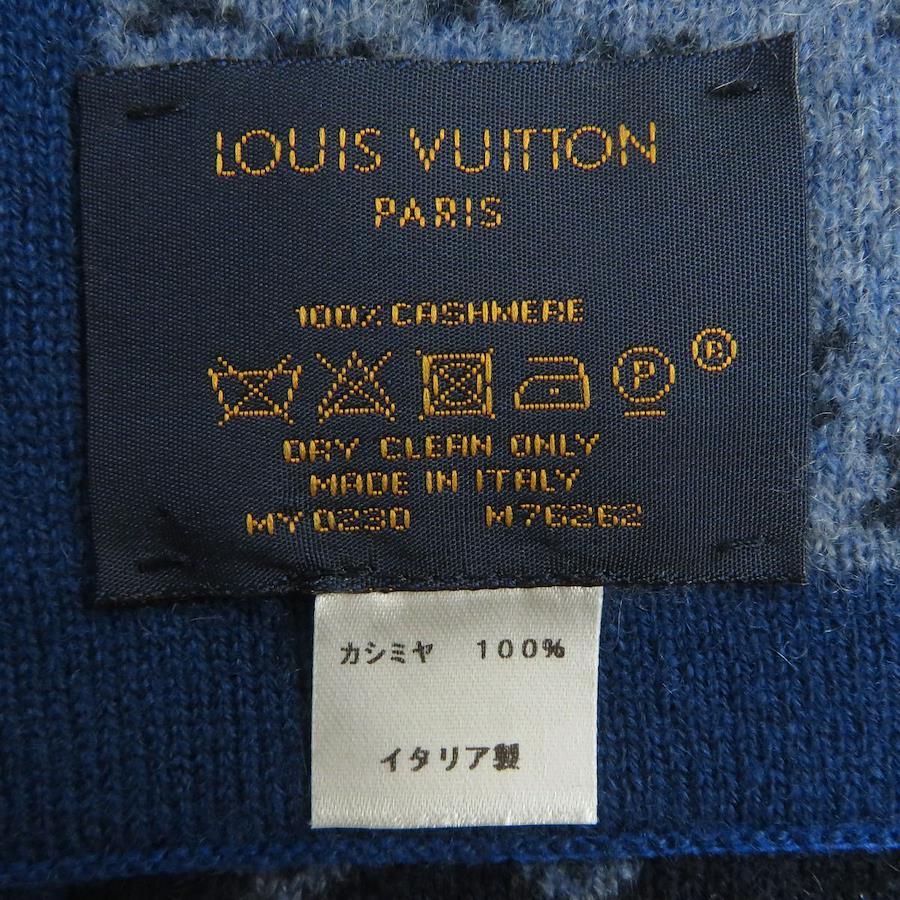 LOUIS VUITTON
PARIS
100% CASHMERE
P ®
DRY CLEAN ONLY
MADE IN ITALY
MY0230 M76262
カシミヤ 100%
イタリア製